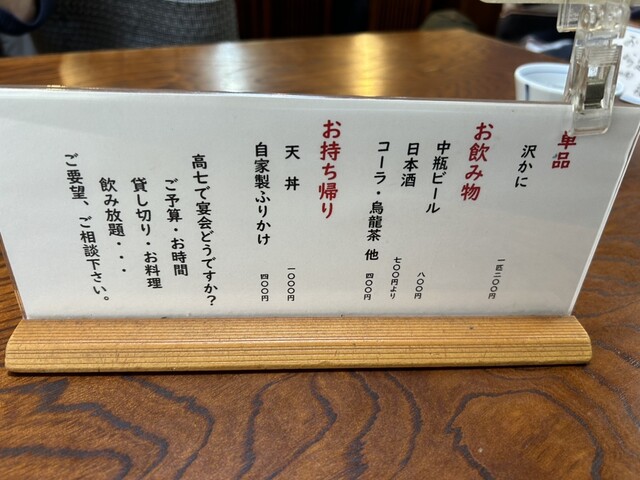 単品
沢かに 一匹二〇〇円
お飲み物
中瓶ビール 八〇〇円
日本酒 七〇〇円より
コーラ・烏龍茶 他 四〇〇円
お持ち帰り
天丼 一〇〇〇円
自家製ふりかけ 四〇〇円
高七で宴会どうですか?
ご予算・お時間
貸し切り・お料理
飲み放題・・・
ご要望、ご相談下さい。